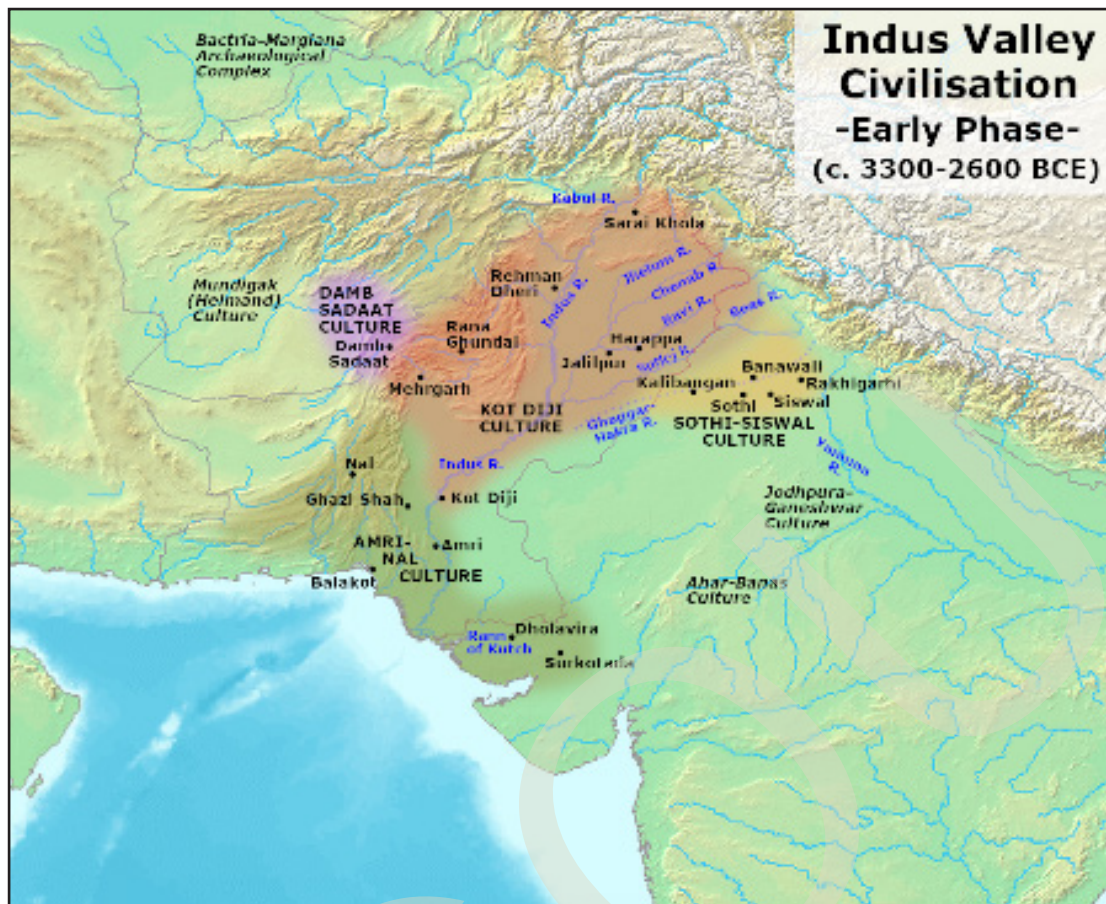 Indus Valley
Civilisation
-Early Phase-
(c. 3300-2600 BCE)
Bactria-Margiana
Archaeological
Complex
Kabul R.
Sarai Khola
Mundigak
(Helmand)
Culture
DAMB
SADAAT
CULTURE
Damb
Sadaat
Rehman
Dheri
Indus R.
Jhelum R.
Chenab R.
Ravi R.
Beas R.
Rana
Ghundai
Harappa
Jalilpur
Sutlej R.
Mehrgarh
Kalibangan
Banawali
Rakhigarhi
Sothi
Siswal
KOT DIJI
CULTURE
Ghaggar-
Hakra R.
SOTHI-SISWAL
CULTURE
Yamuna
R.
Nal
Indus R.
Ghazi Shah
Kot Diji
Jodhpura-
Ganeshwar
Culture
AMRI-
NAL
CULTURE
Amri
Balakot
Ahar-Banas
Culture
Rann
of Kutch
Dholavira
Surkotada